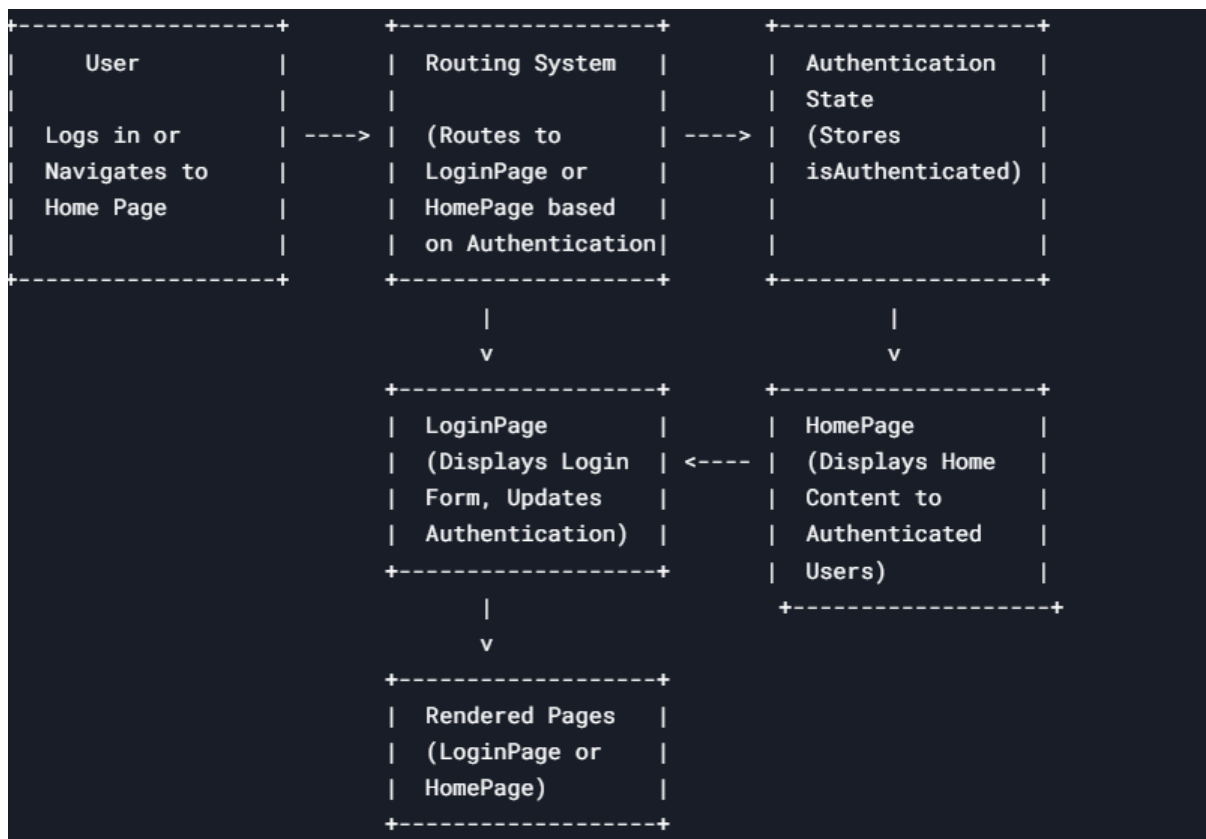 +-------------------+       +-------------------+       +-------------------+
|      User         |       |  Routing System   |       |  Authentication   |
|                   |       |                   |       |  State            |
|  Logs in or       | ----> |  (Routes to       | ----> |  (Stores          |
|  Navigates to     |       |  LoginPage or     |       |  isAuthenticated) |
|  Home Page        |       |  HomePage based   |       |                   |
|                   |       |  on Authentication|       |                   |
+-------------------+       +-------------------+       +-------------------+
                                   |                             |
                                   v                             v
                            +-------------------+       +-------------------+
                            |  LoginPage        |       |  HomePage         |
                            |  (Displays Login  | <---- |  (Displays Home   |
                            |  Form, Updates    |       |  Content to       |
                            |  Authentication)  |       |  Authenticated    |
                            +-------------------+       |  Users)           |
                                   |                     +-------------------+
                                   v
                            +-------------------+
                            |  Rendered Pages   |
                            |  (LoginPage or    |
                            |  HomePage)        |
                            +-------------------+